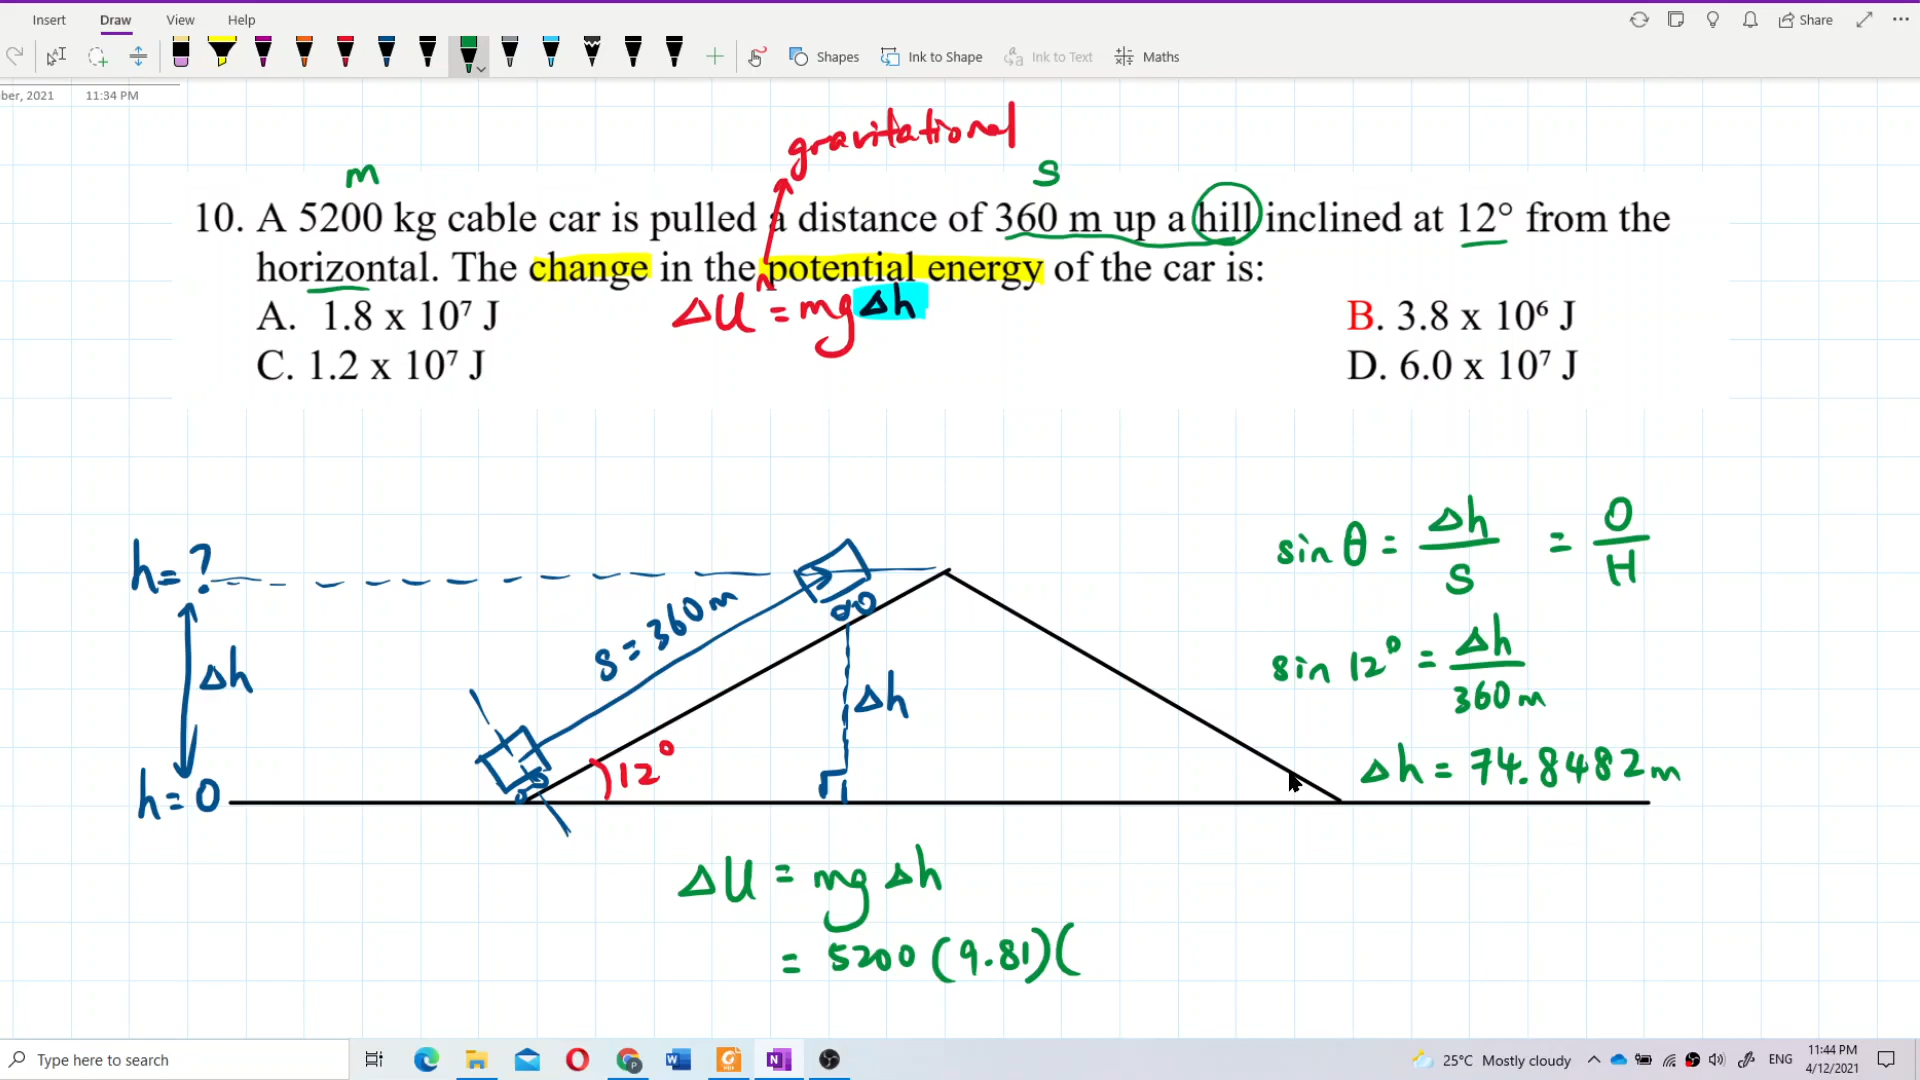 Insert Draw View Help
Share
Shapes Ink to Shape Ink to Text Maths
ber, 2021 11:34 PM
gravitational
m s
10. A 5200 kg cable car is pulled a distance of 360 m up a hill inclined at 12° from the
horizontal. The change in the potential energy of the car is:
ΔU = mgΔh
A. 1.8 x 10⁷ J B. 3.8 x 10⁶ J
C. 1.2 x 10⁷ J D. 6.0 x 10⁷ J
sin θ = Δh/S = O/H
h = ?
s = 360 m
sin 12° = Δh/360 m
Δh
Δh
12°
Δh = 74.8482 m
h = 0
ΔU = mg Δh
= 5200 (9.81)(
Type here to search
25°C Mostly cloudy ENG 11:44 PM
4/12/2021